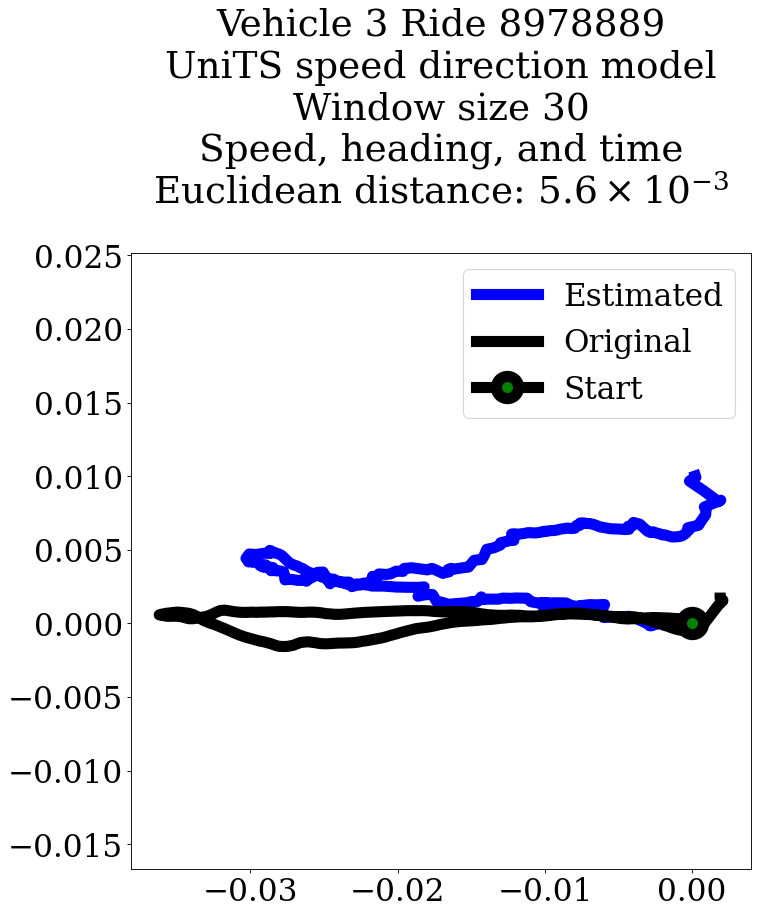 Vehicle 3 Ride 8978889
UniTS speed direction model
Window size 30
Speed, heading, and time
Euclidean distance: 5.6 × 10⁻³
Estimated
Original
Start
0.025
0.020
0.015
0.010
0.005
0.000
−0.005
−0.010
−0.015
−0.03 −0.02 −0.01 0.00